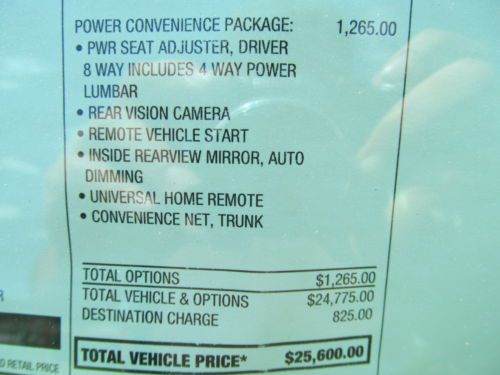 POWER CONVENIENCE PACKAGE: 1,265.00
• PWR SEAT ADJUSTER, DRIVER
8 WAY INCLUDES 4 WAY POWER
LUMBAR
• REAR VISION CAMERA
• REMOTE VEHICLE START
• INSIDE REARVIEW MIRROR, AUTO
DIMMING
• UNIVERSAL HOME REMOTE
• CONVENIENCE NET, TRUNK
TOTAL OPTIONS $1,265.00
TOTAL VEHICLE & OPTIONS $24,775.00
DESTINATION CHARGE 825.00
TOTAL VEHICLE PRICE* $25,600.00
RETAIL PRICE